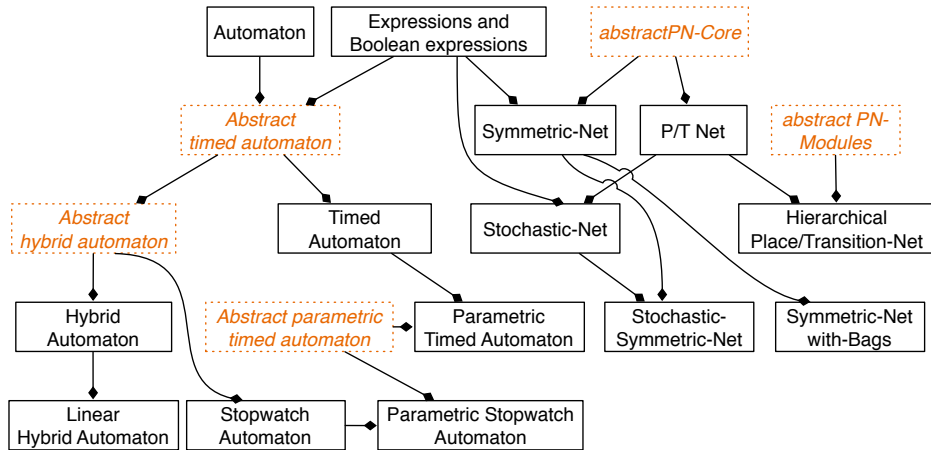 Automaton
Expressions and
Boolean expressions
abstractPN-Core
Abstract
timed automaton
Symmetric-Net
P/T Net
abstract PN-
Modules
Abstract
hybrid automaton
Timed
Automaton
Stochastic-Net
Hierarchical
Place/Transition-Net
Hybrid
Automaton
Abstract parametric
timed automaton
Parametric
Timed Automaton
Stochastic-
Symmetric-Net
Symmetric-Net
with-Bags
Linear
Hybrid Automaton
Stopwatch
Automaton
Parametric Stopwatch
Automaton